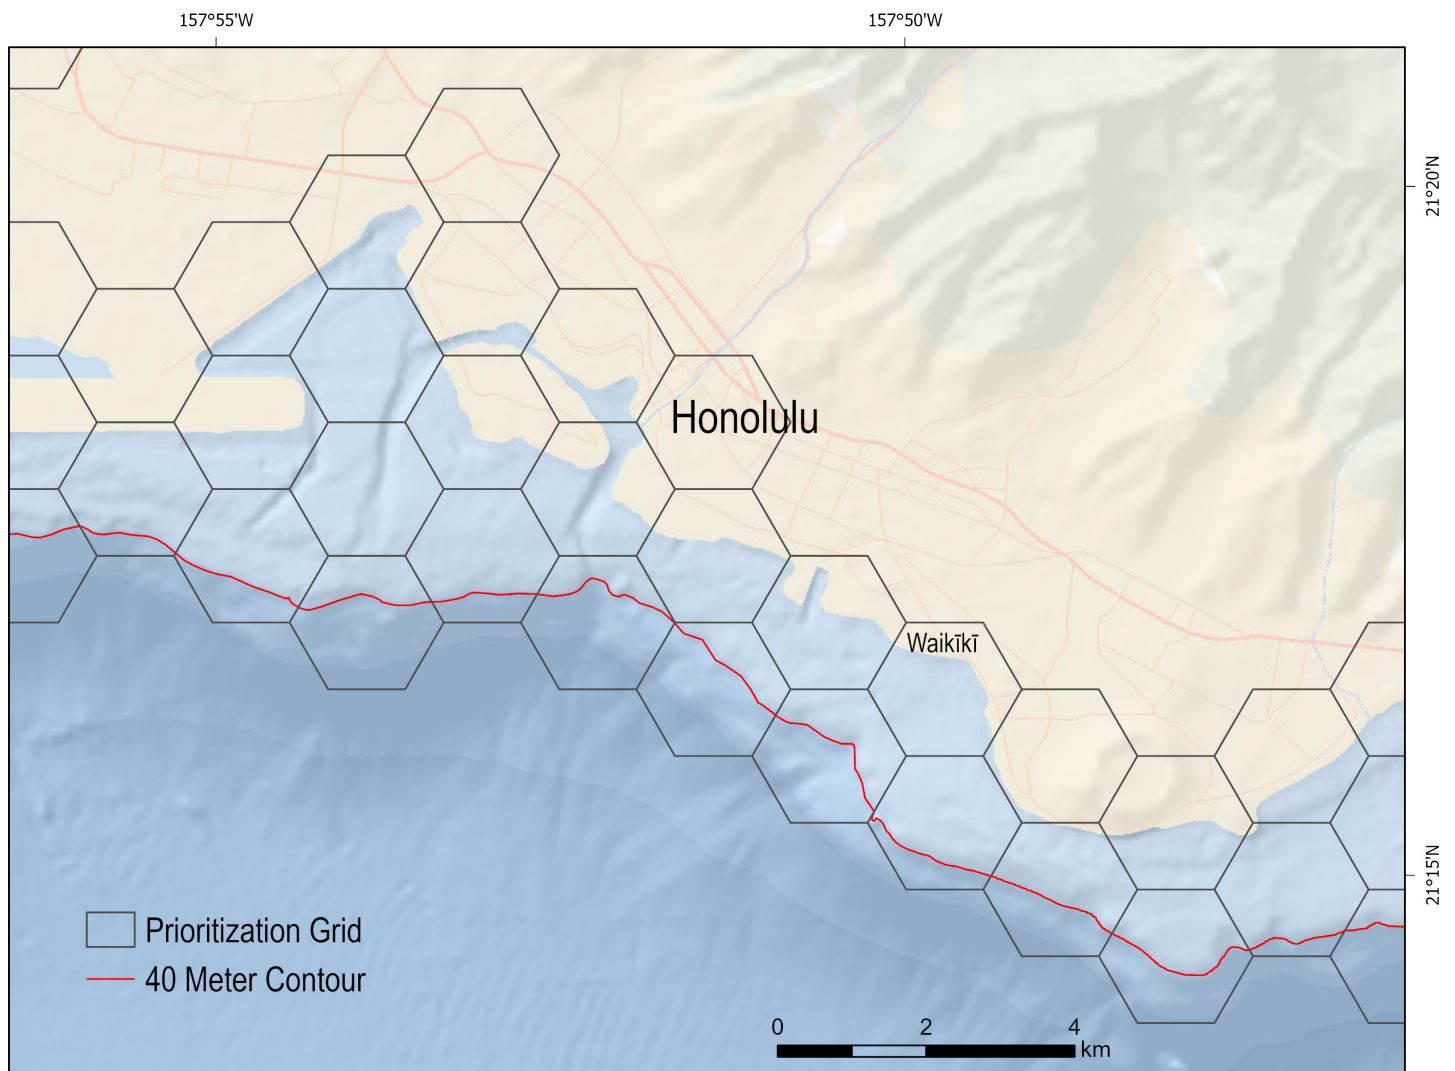 157°55'W
157°50'W
21°20'N
Honolulu
Waikīkī
21°15'N
Prioritization Grid
40 Meter Contour
0 2 4
km